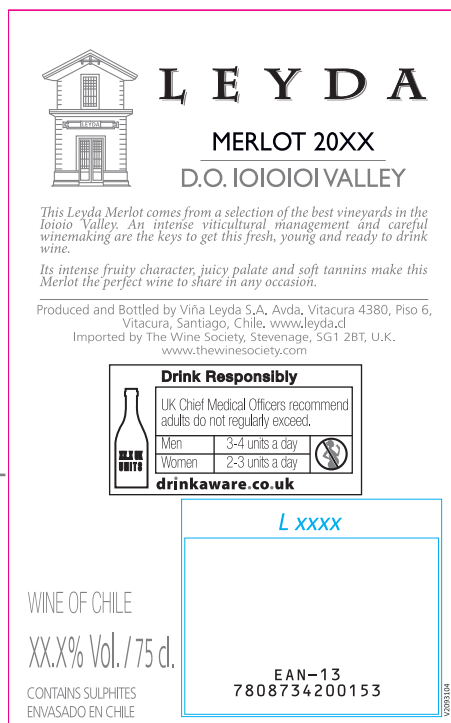 LEYDA
LEYDA
MERLOT 20XX
D.O. IOIOIOI VALLEY
This Leyda Merlot comes from a selection of the best vineyards in the
Ioioio Valley. An intense viticultural management and careful
winemaking are the keys to get this fresh, young and ready to drink
wine.
Its intense fruity character, juicy palate and soft tannins make this
Merlot the perfect wine to share in any occasion.
Produced and Bottled by Viña Leyda S.A. Avda. Vitacura 4380, Piso 6,
Vitacura, Santiago, Chile. www.leyda.cl
Imported by The Wine Society, Stevenage, SG1 2BT, U.K.
www.thewinesociety.com
Drink Responsibly
UK Chief Medical Officers recommend
adults do not regularly exceed.
Men 3-4 units a day
Women 2-3 units a day
UNITS
drinkaware.co.uk
L xxxx
WINE OF CHILE
XX.X% Vol. / 75 cl.
CONTAINS SULPHITES
ENVASADO EN CHILE
EAN-13
7808734200153
V2093104